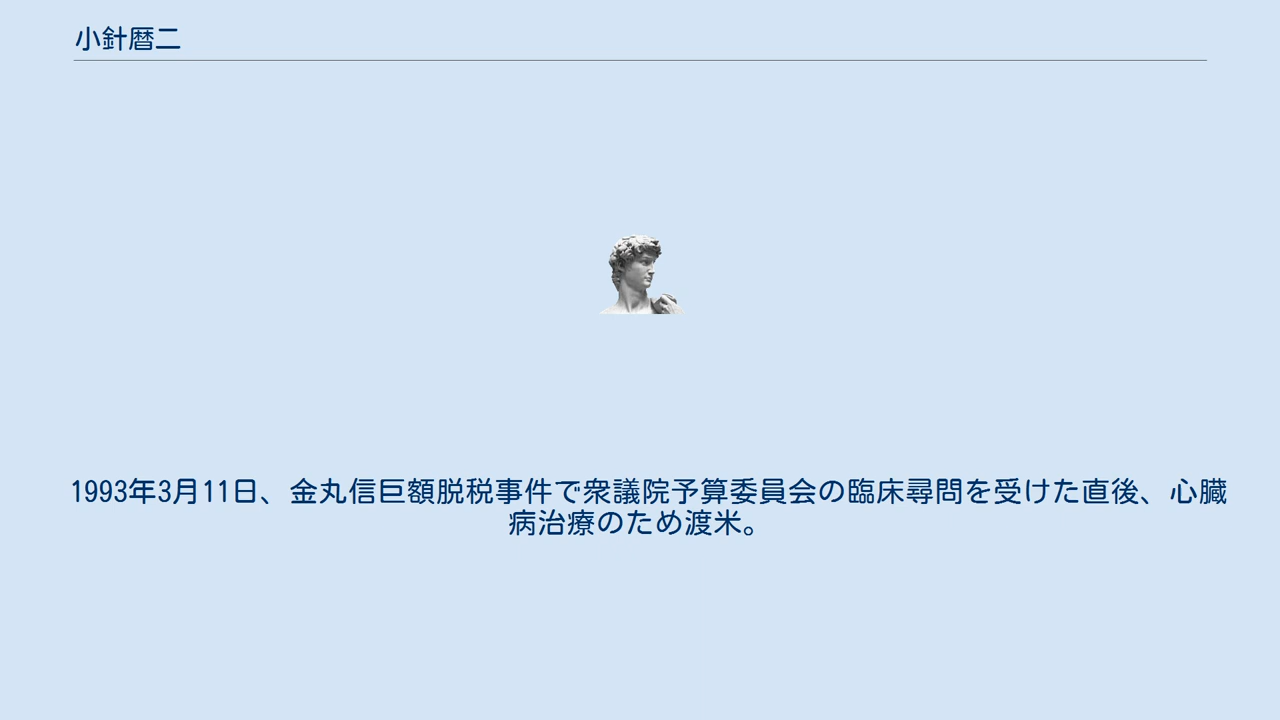 小針暦二
1993年3月11日、金丸信巨額脱税事件で衆議院予算委員会の臨床尋問を受けた直後、心臓
病治療のため渡米。